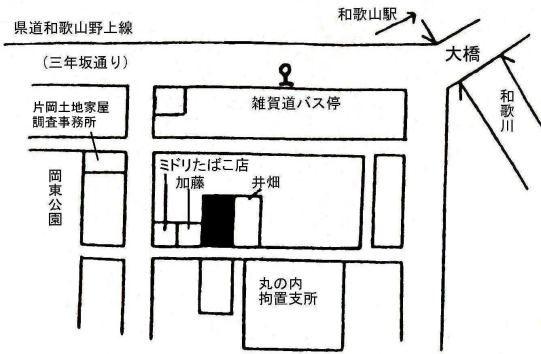 和歌山駅
県道和歌山野上線
大橋
（三年坂通り）
雑賀道バス停
和歌川
片岡土地家屋
調査事務所
ミドリたばこ店
加藤
井畑
岡東公園
丸の内
拘置支所